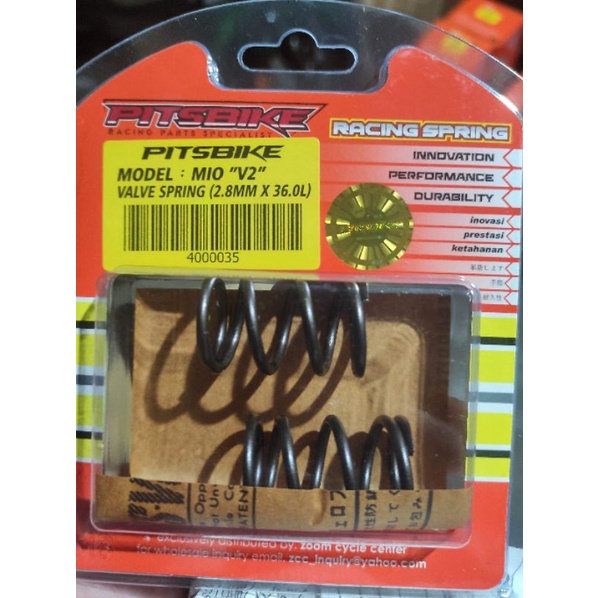 PITSBIKE
RACING PARTS SPECIALIST
RACING SPRING
PITSBIKE
MODEL : MIO "V2"
VALVE SPRING (2.8MM X 36.0L)
4000035
INNOVATION
PERFORMANCE
DURABILITY
inovasi
prestasi
ketahanan
exclusively distributed by: zoom cycle center
for wholesale inquiry email: zcc_inquiry@yahoo.com